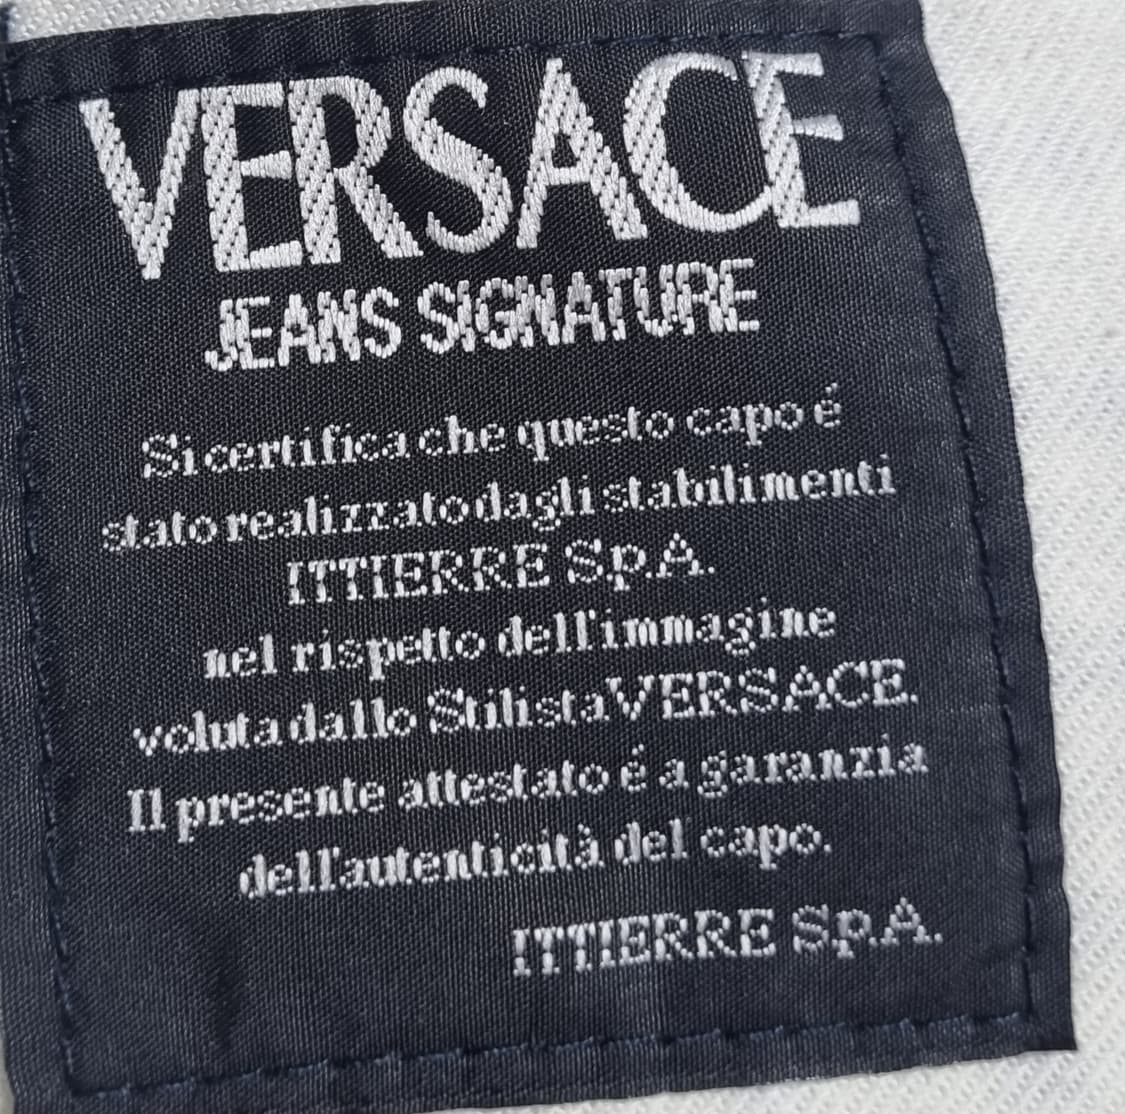 VERSACE
JEANS SIGNATURE
Si certifica che questo capo é
stato realizzato dagli stabilimenti
ITTIERRE S.p.A.
nel rispetto dell'immagine
voluta dallo Stilista VERSACE.
Il presente attestato é a garanzia
dell'autenticità del capo.
ITTIERRE S.p.A.